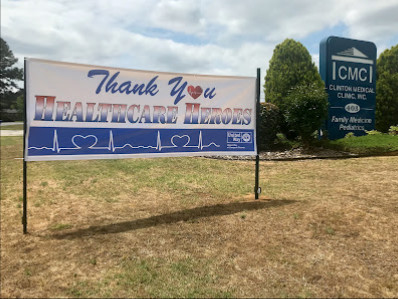 Thank You
HEALTHCARE HEROES
United
Way
CMC
CLINTON MEDICAL
CLINIC, INC.
Family Medicine
Pediatrics